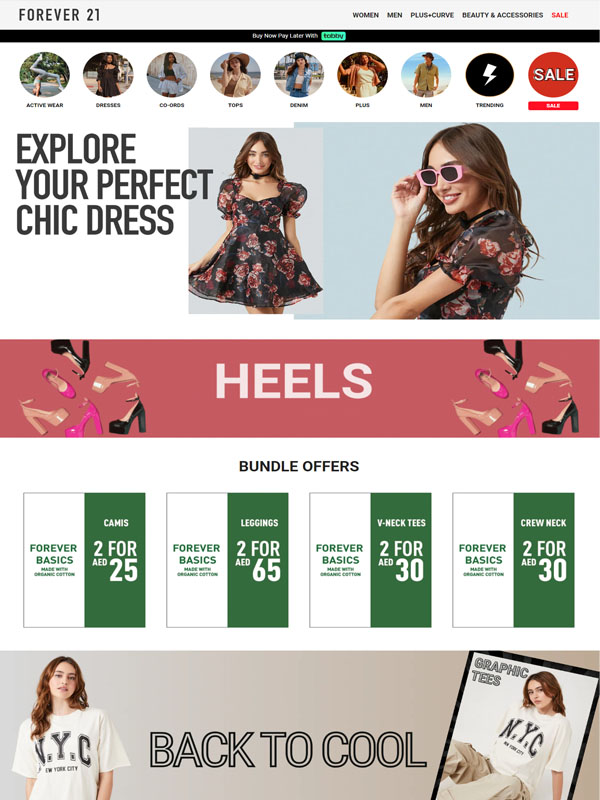 FOREVER 21
WOMEN MEN PLUS+CURVE BEAUTY & ACCESSORIES SALE
Buy Now Pay Later With tabby
SALE
ACTIVE WEAR DRESSES CO-ORDS TOPS DENIM PLUS MEN TRENDING SALE
EXPLORE
YOUR PERFECT
CHIC DRESS
HEELS
BUNDLE OFFERS
FOREVER
BASICS
MADE WITH
ORGANIC COTTON
CAMIS
2 FOR
AED 25
FOREVER
BASICS
MADE WITH
ORGANIC COTTON
LEGGINGS
2 FOR
AED 65
FOREVER
BASICS
MADE WITH
ORGANIC COTTON
V-NECK TEES
2 FOR
AED 30
FOREVER
BASICS
MADE WITH
ORGANIC COTTON
CREW NECK
2 FOR
AED 30
N.Y.C
NEW YORK CITY
BACK TO COOL
GRAPHIC
TEES
N.Y.C
NEW YORK CITY